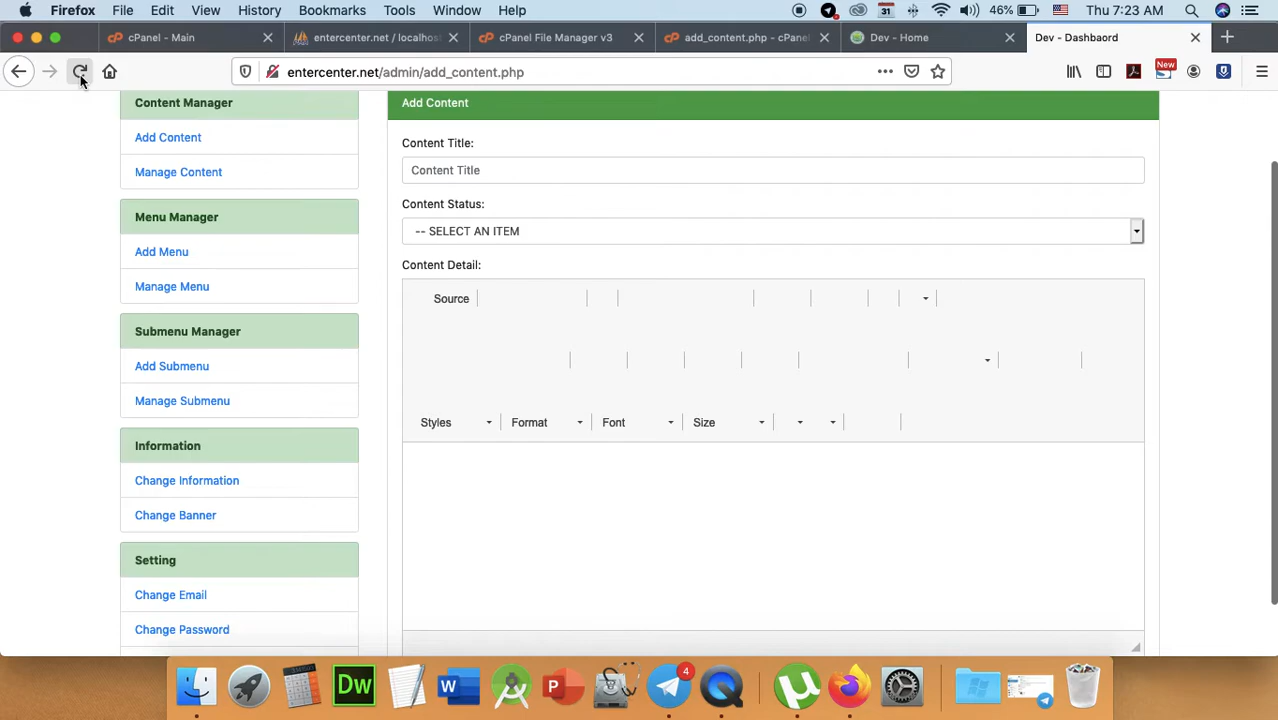 Firefox File Edit View History Bookmarks Tools Window Help 31 46% Thu 7:23 AM
cPanel - Main entercenter.net / localhos cPanel File Manager v3 add_content.php - cPanel Dev - Home Dev - Dashbaord
entercenter.net/admin/add_content.php New
Content Manager
Add Content
Manage Content
Menu Manager
Add Menu
Manage Menu
Submenu Manager
Add Submenu
Manage Submenu
Information
Change Information
Change Banner
Setting
Change Email
Change Password
Add Content
Content Title:
Content Title
Content Status:
-- SELECT AN ITEM
Content Detail:
Source
Styles Format Font Size
Dw W P 4